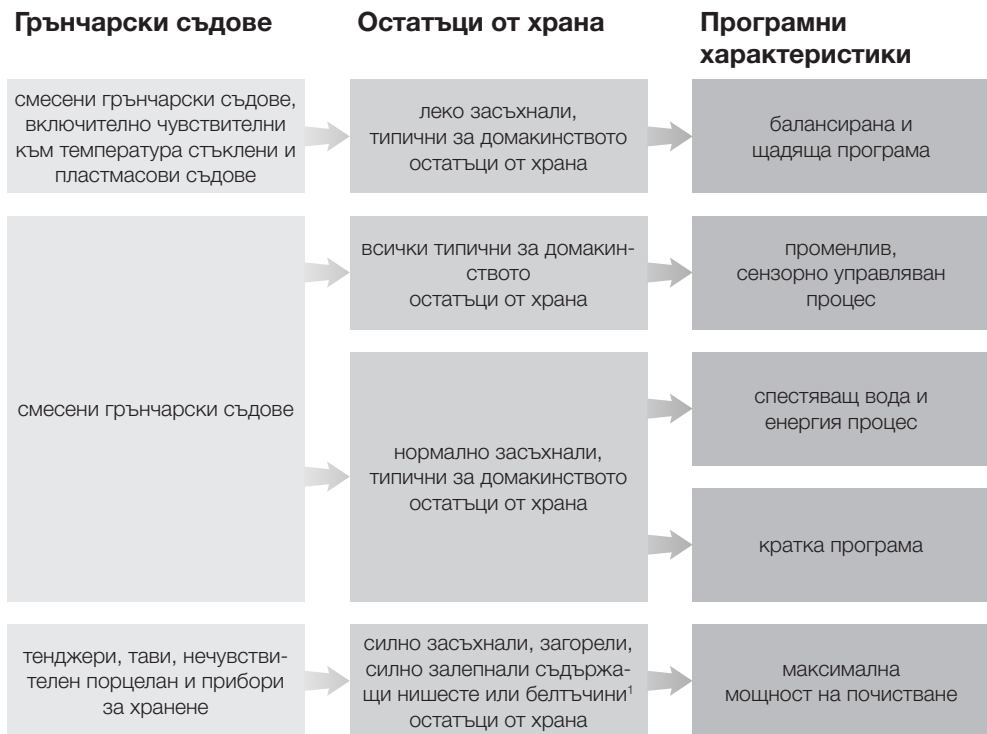 Грънчарски съдове
Остатъци от храна
Програмни
характеристики
смесени грънчарски съдове,
включително чувствителни
към температура стъклени и
пластмасови съдове
леко засъхнали,
типични за домакинството
остатъци от храна
балансирана и
щадяща програма
смесени грънчарски съдове
всички типични за домакин-
ството
остатъци от храна
променлив,
сензорно управляван
процес
нормално засъхнали,
типични за домакинството
остатъци от храна
спестяващ вода и
енергия процес
кратка програма
тенджери, тави, нечувстви-
телен порцелан и прибори
за хранене
силно засъхнали, загорели,
силно залепнали съдържа-
щи нишесте или белтъчини¹
остатъци от храна
максимална
мощност на почистване